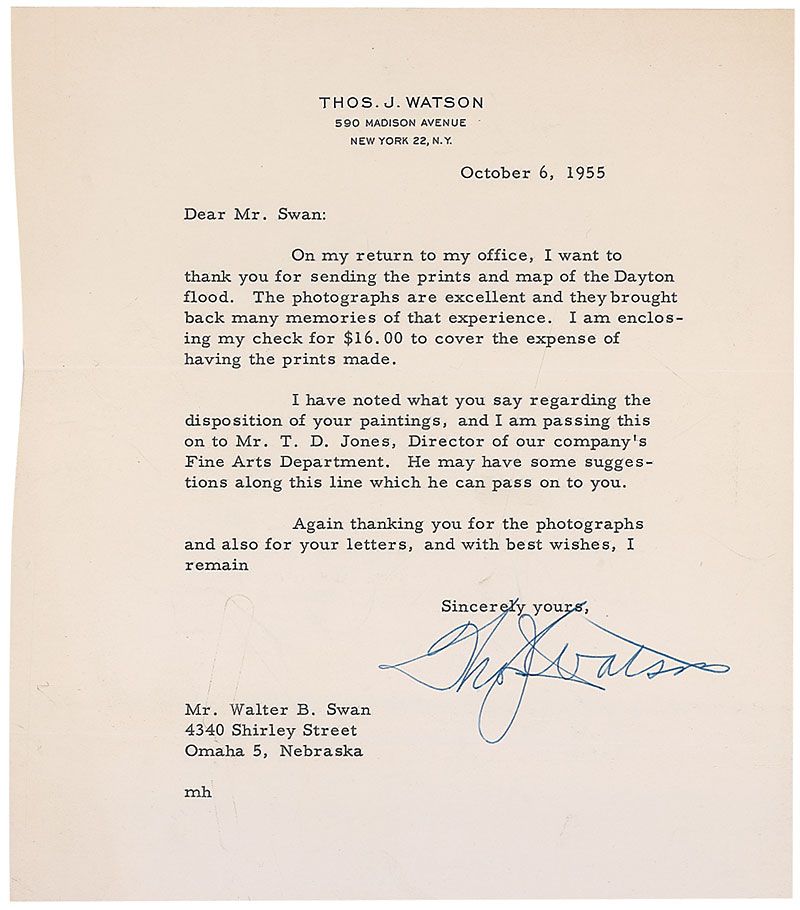 THOS. J. WATSON
590 MADISON AVENUE
NEW YORK 22, N.Y.
October 6, 1955
Dear Mr. Swan:
On my return to my office, I want to
thank you for sending the prints and map of the Dayton
flood. The photographs are excellent and they brought
back many memories of that experience. I am enclos-
ing my check for $16.00 to cover the expense of
having the prints made.
I have noted what you say regarding the
disposition of your paintings, and I am passing this
on to Mr. T. D. Jones, Director of our company's
Fine Arts Department. He may have some sugges-
tions along this line which he can pass on to you.
Again thanking you for the photographs
and also for your letters, and with best wishes, I
remain
Sincerely yours,
Thos J Watson
Mr. Walter B. Swan
4340 Shirley Street
Omaha 5, Nebraska
mh